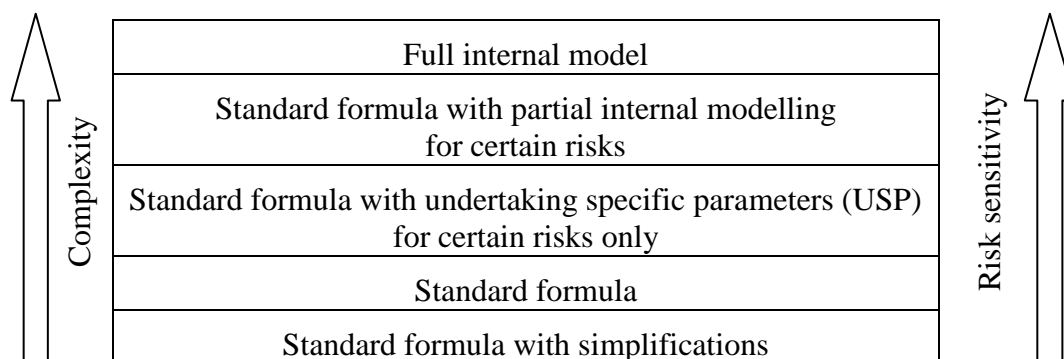 Full internal model
Standard formula with partial internal modelling
for certain risks
Standard formula with undertaking specific parameters (USP)
for certain risks only
Standard formula
Standard formula with simplifications
Complexity
Risk sensitivity